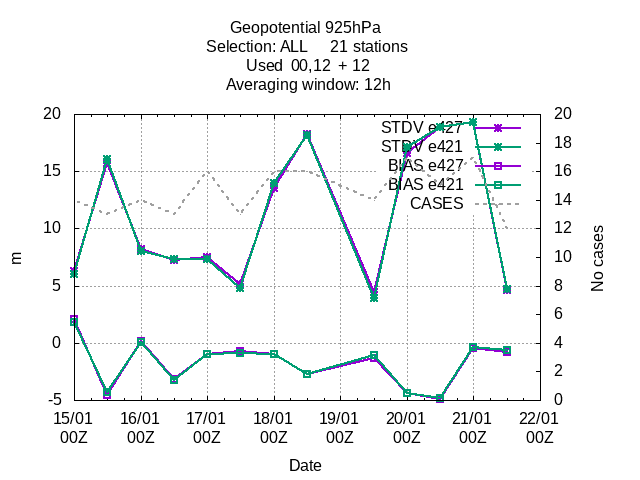 Geopotential 925hPa
Selection: ALL 21 stations
Used 00,12 + 12
Averaging window: 12h
20 20
STDV e427
18
STDV e421
15 16
BIAS e427
BIAS e421
14
CASES
10 12
10
m No cases
5 8
6
0 4
2
-5 0
15/01 16/01 17/01 18/01 19/01 20/01 21/01 22/01
00Z 00Z 00Z 00Z 00Z 00Z 00Z 00Z
Date